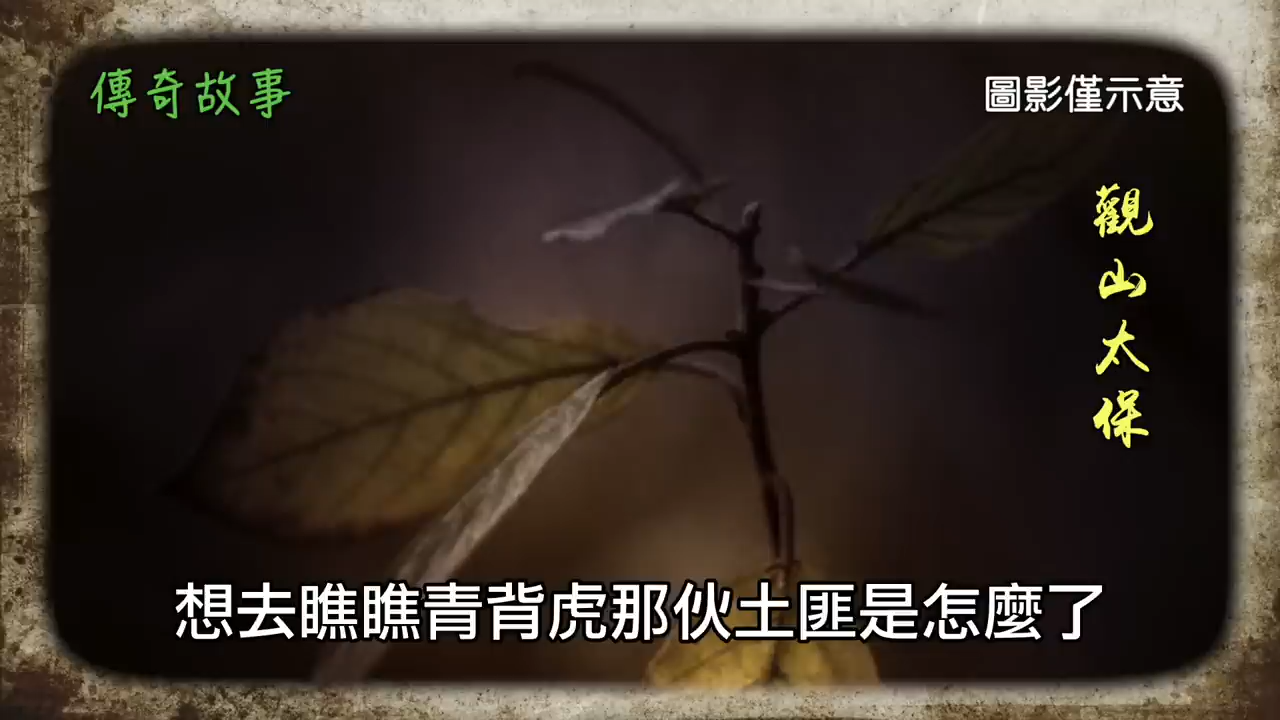 傳奇故事
圖影僅示意
觀山太保
想去瞧瞧青背虎那伙土匪是怎麼了